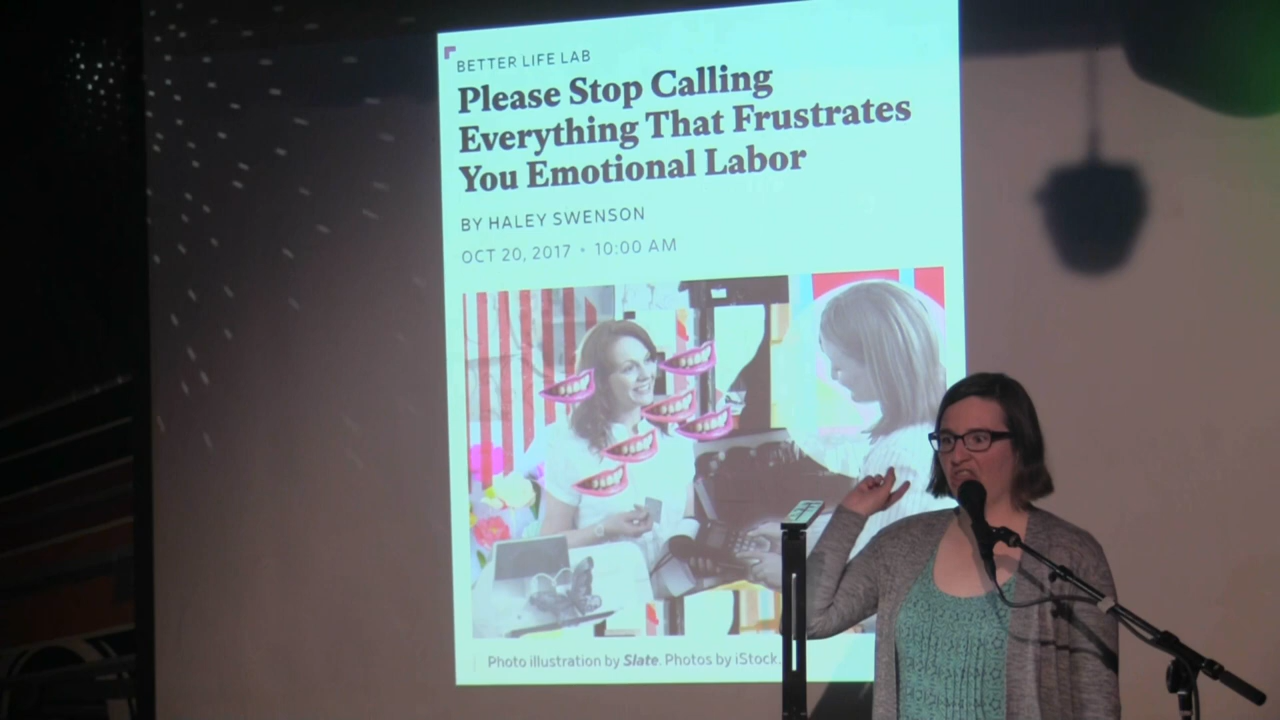 BETTER LIFE LAB
Please Stop Calling
Everything That Frustrates
You Emotional Labor
BY HALEY SWENSON
OCT 20, 2017 • 10:00 AM
Photo illustration by Slate. Photos by iStock.